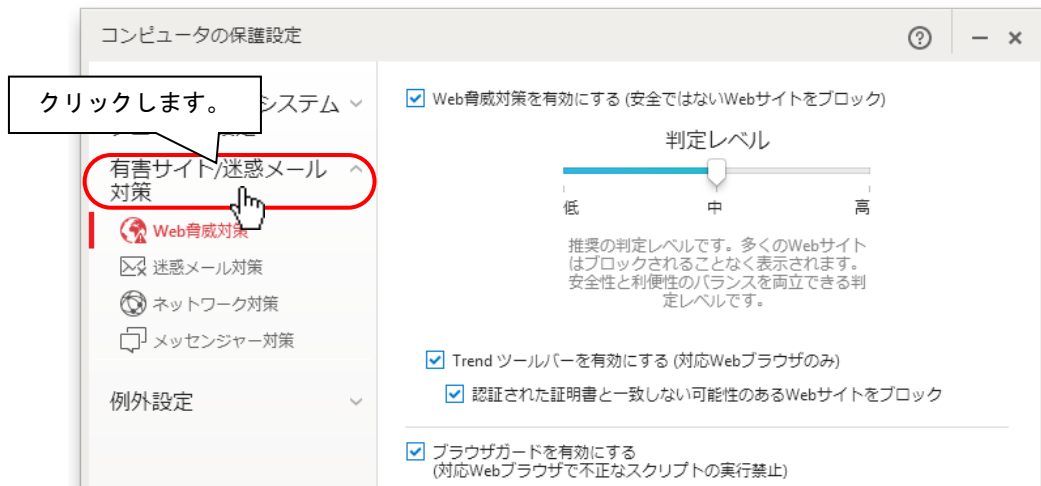 コンピュータの保護設定
クリックします。
システム
有害サイト/迷惑メール
対策
Web脅威対策
迷惑メール対策
ネットワーク対策
メッセンジャー対策
例外設定
Web脅威対策を有効にする (安全ではないWebサイトをブロック)
判定レベル
低 中 高
推奨の判定レベルです。多くのWebサイト
はブロックされることなく表示されます。
安全性と利便性のバランスを両立できる判
定レベルです。
Trend ツールバーを有効にする (対応Webブラウザのみ)
認証された証明書と一致しない可能性のあるWebサイトをブロック
ブラウザガードを有効にする
(対応Webブラウザで不正なスクリプトの実行禁止)